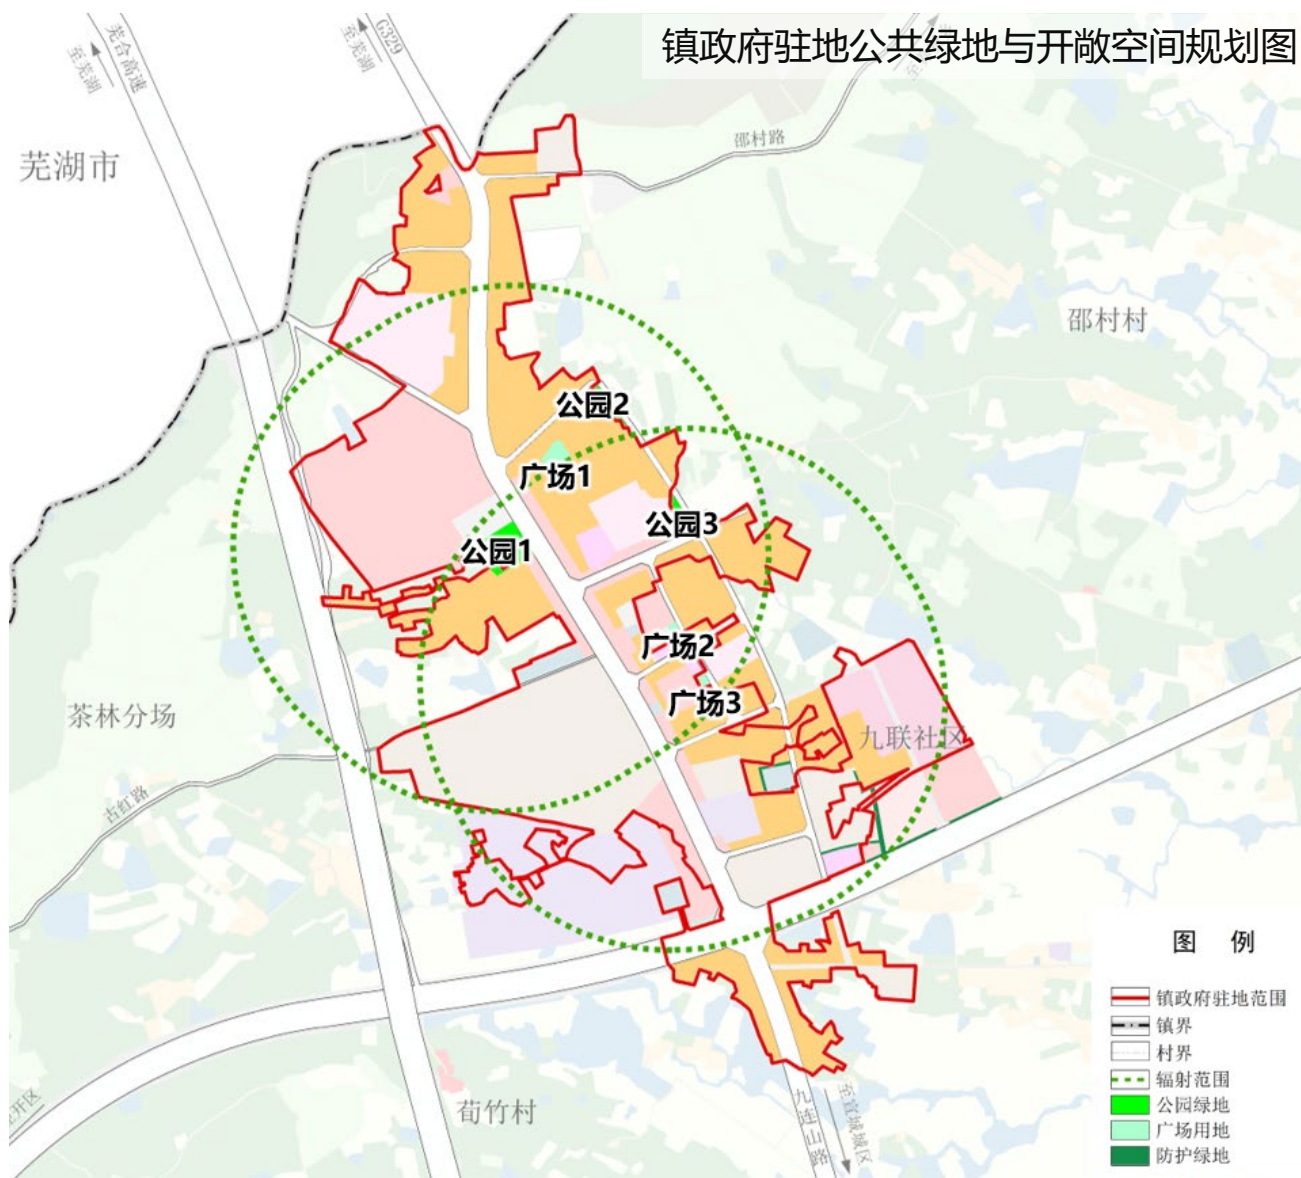 镇政府驻地公共绿地与开敞空间规划图
芜合高速
至芜湖
G329
至芜湖
芜湖市
邵村路
邵村村
公园2
广场1
公园3
公园1
广场2
广场3
茶林分场
九联社区
古红路
荀竹村
九连山路
至宣城城区
图 例
镇政府驻地范围
镇界
村界
辐射范围
公园绿地
广场用地
防护绿地